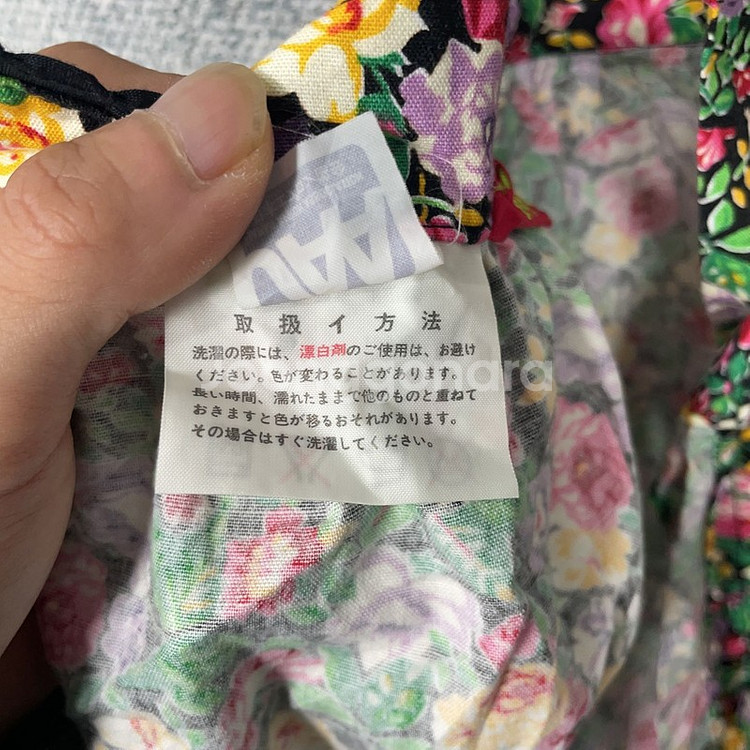 取扱イ方法
洗濯の際には、漂白剤のご使用は、お避け
ください。色が変わることがあります。
長い時間、濡れたままで他のものと重ねて
おきますと色が移るおそれがあります。
その場合はすぐ洗濯してください。